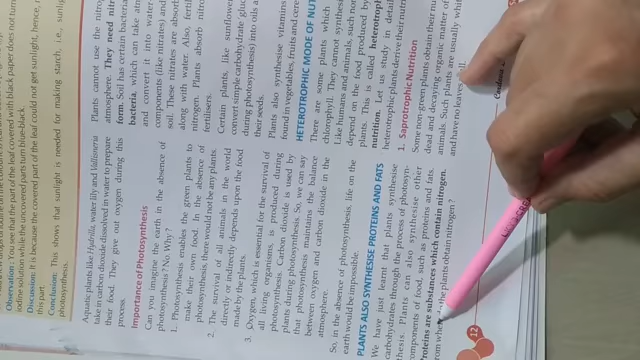 Observation: You see that the part of the leaf covered with black paper does not turn
iodine solution while the uncovered parts turn blue-black.
Discussion: It is because the covered part of the leaf could not get sunlight, hence,
this part.
Conclusion: This shows that sunlight is needed for making starch, i.e., sunlight
photosynthesis.
Aquatic plants like Hydrilla, water lily and Vallisneria
take in carbon dioxide dissolved in water to prepare
their food. They give out oxygen during this
process.
Importance of Photosynthesis
Can you imagine the earth in the absence of
photosynthesis? No. Why?
1. Photosynthesis enables the green plants to
make their own food. In the absence of
photosynthesis, there would not be any plants.
2. The survival of all animals in the world
directly or indirectly depends upon the food
made by the plants.
3. Oxygen, which is essential for the survival of
all living organisms, is produced during
photosynthesis. Carbon dioxide is used by
plants during photosynthesis. So, we can say
that photosynthesis maintains the balance
between oxygen and carbon dioxide in the
atmosphere.
So, in the absence of photosynthesis, life on the
earth would be impossible.
PLANTS ALSO SYNTHESISE PROTEINS AND FATS
We have just learnt that plants synthesise
carbohydrates through the process of photosyn-
thesis. Plants can also synthesise other
components of food, such as proteins and fats.
Proteins are substances which contain nitrogen.
From where do the plants obtain nitrogen?
12
Plants cannot use the
atmosphere. They need
form. Soil has certain
bacteria, which can take
and convert it into water-
components (like nitrates) and
soil. These nitrates are
along with water. Also,
nitrogen. Plants absorb
fertilisers.
Certain plants, like sunflower
convert simple carbohydrate
during photosynthesis) into oils
their seeds.
Plants also synthesise vitamins
found in vegetables, fruits and
HETEROTROPHIC MODE OF
There are some plants which
chlorophyll. They cannot
Like humans and animals, such
depend on the food produced by
plants. This is called
nutrition. Let us study in detail
heterotrophic plants derive their
1. Saprotrophic Nutrition
Some non-green plants obtain their
dead and decaying organic matter of
animals. Such plants are usually
and have no leaves